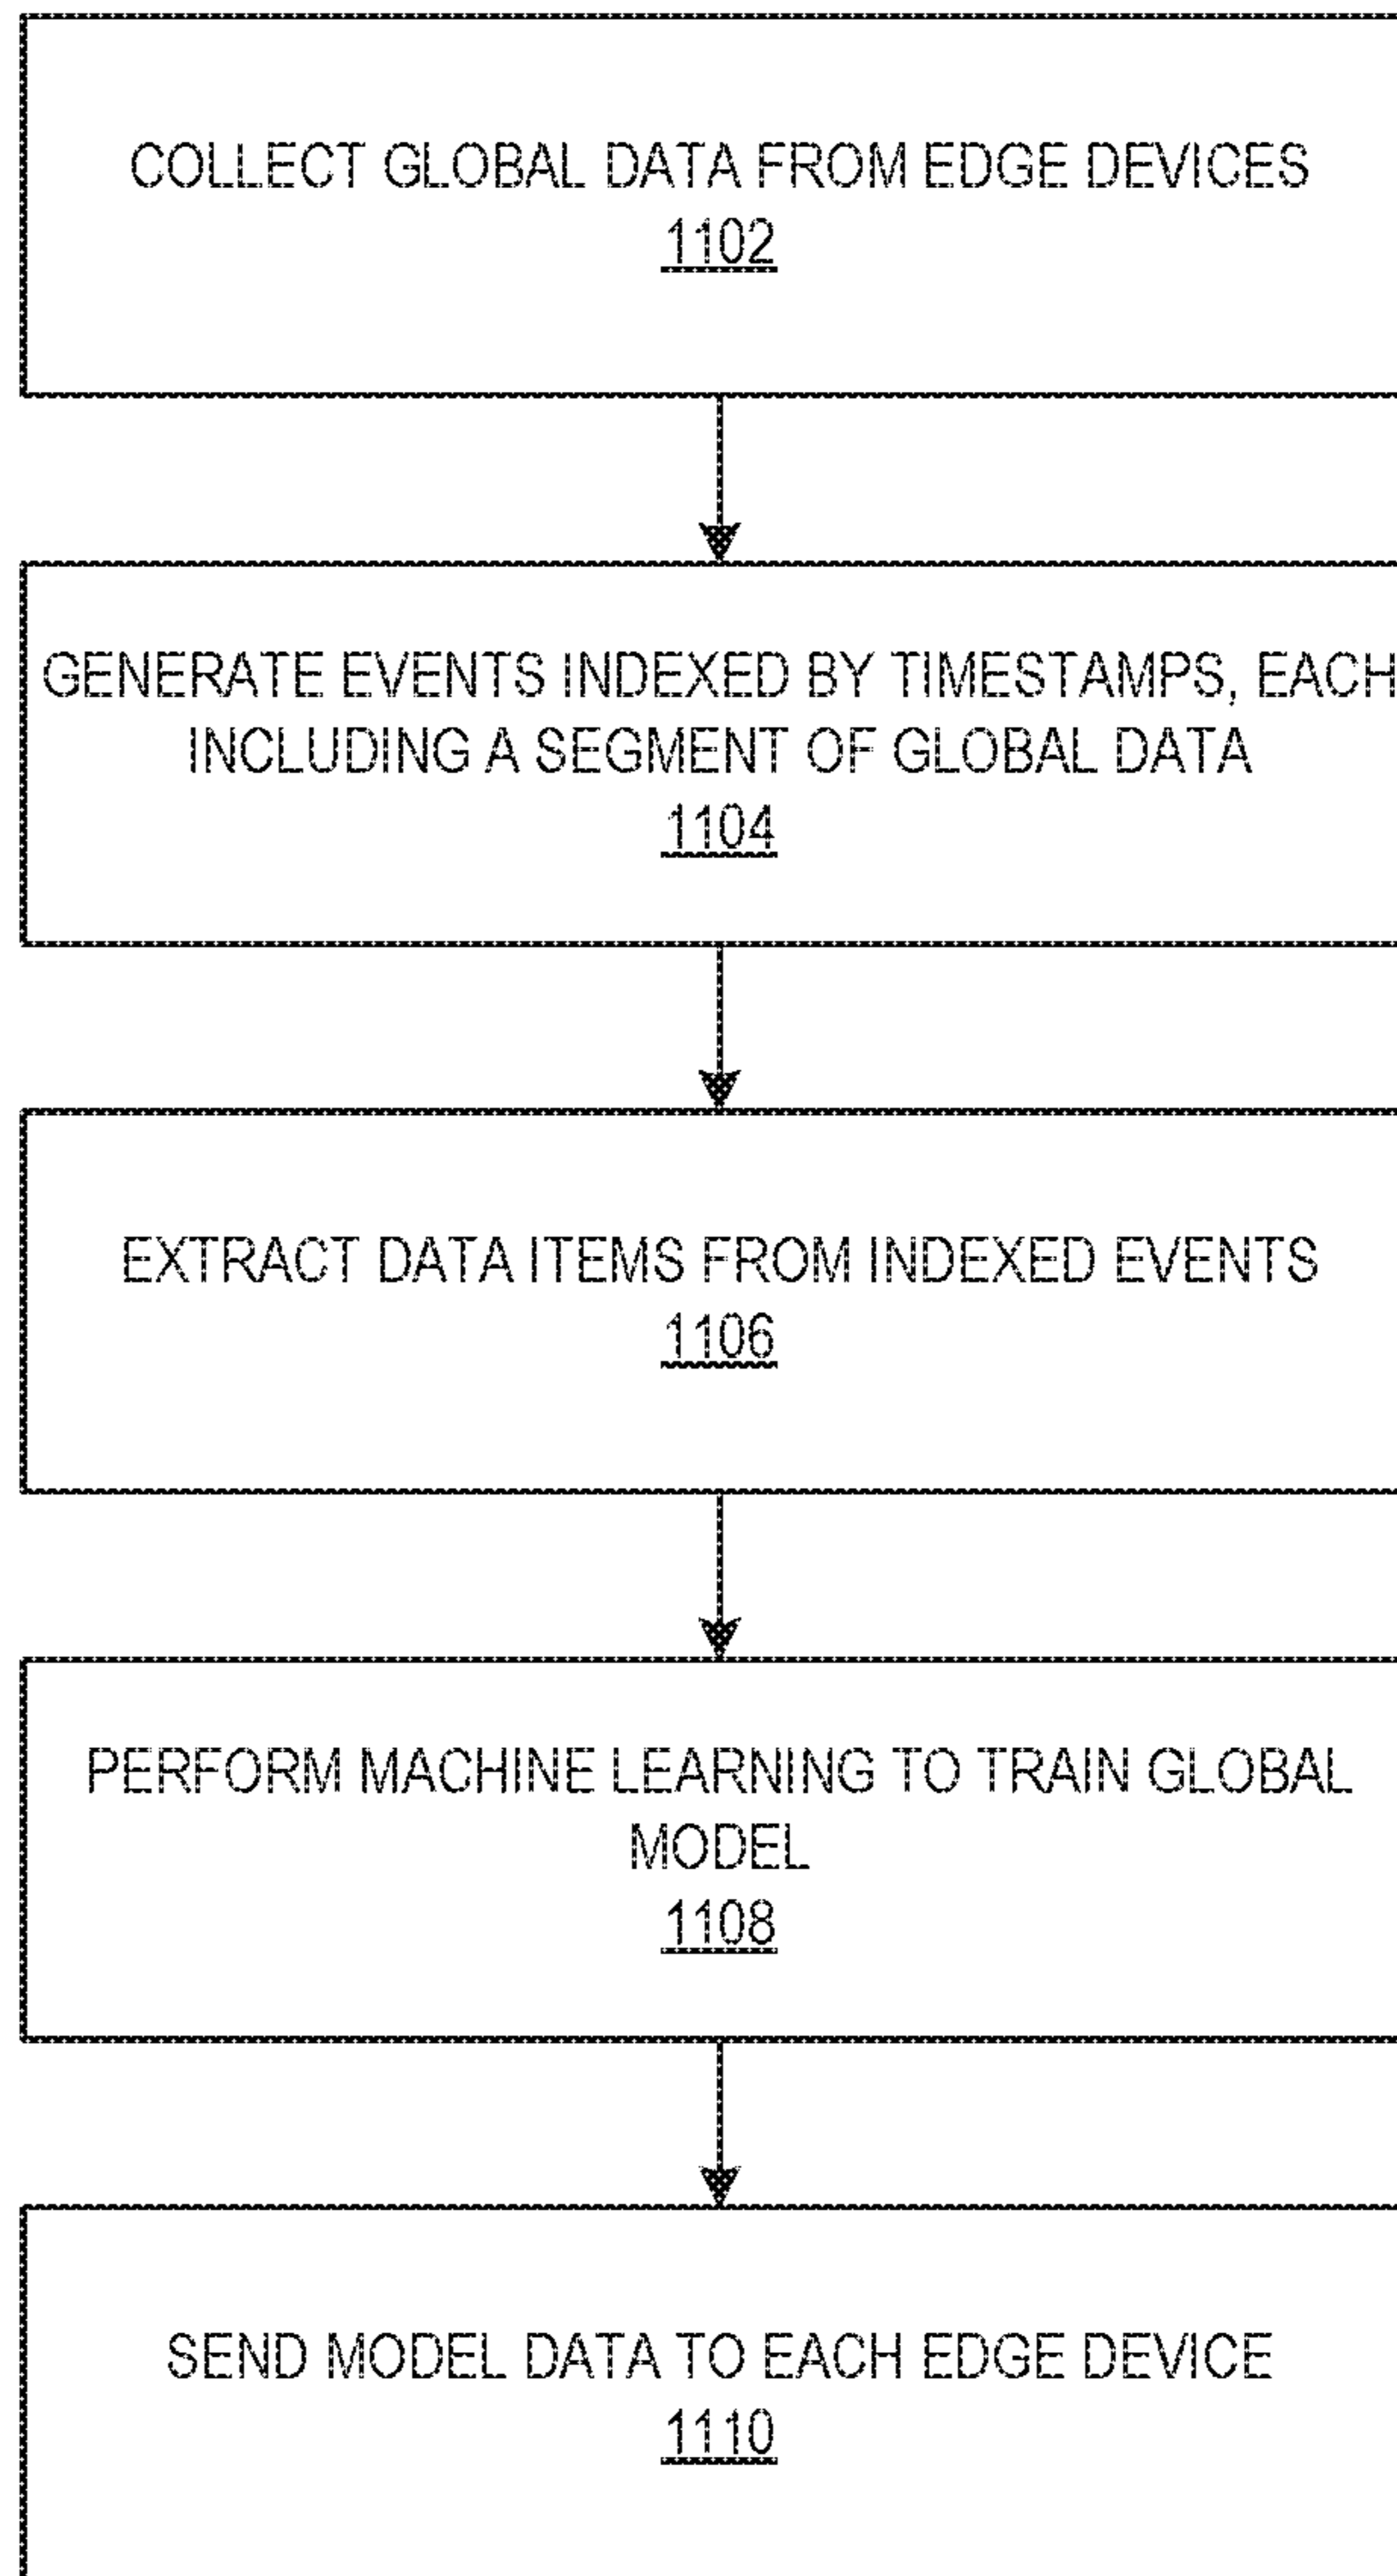 COLLECT GLOBAL DATA FROM EDGE DEVICES
1102
GENERATE EVENTS INDEXED BY TIMESTAMPS, EACH
INCLUDING A SEGMENT OF GLOBAL DATA
1104
EXTRACT DATA ITEMS FROM INDEXED EVENTS
1106
PERFORM MACHINE LEARNING TO TRAIN GLOBAL
MODEL
1108
SEND MODEL DATA TO EACH EDGE DEVICE
1110